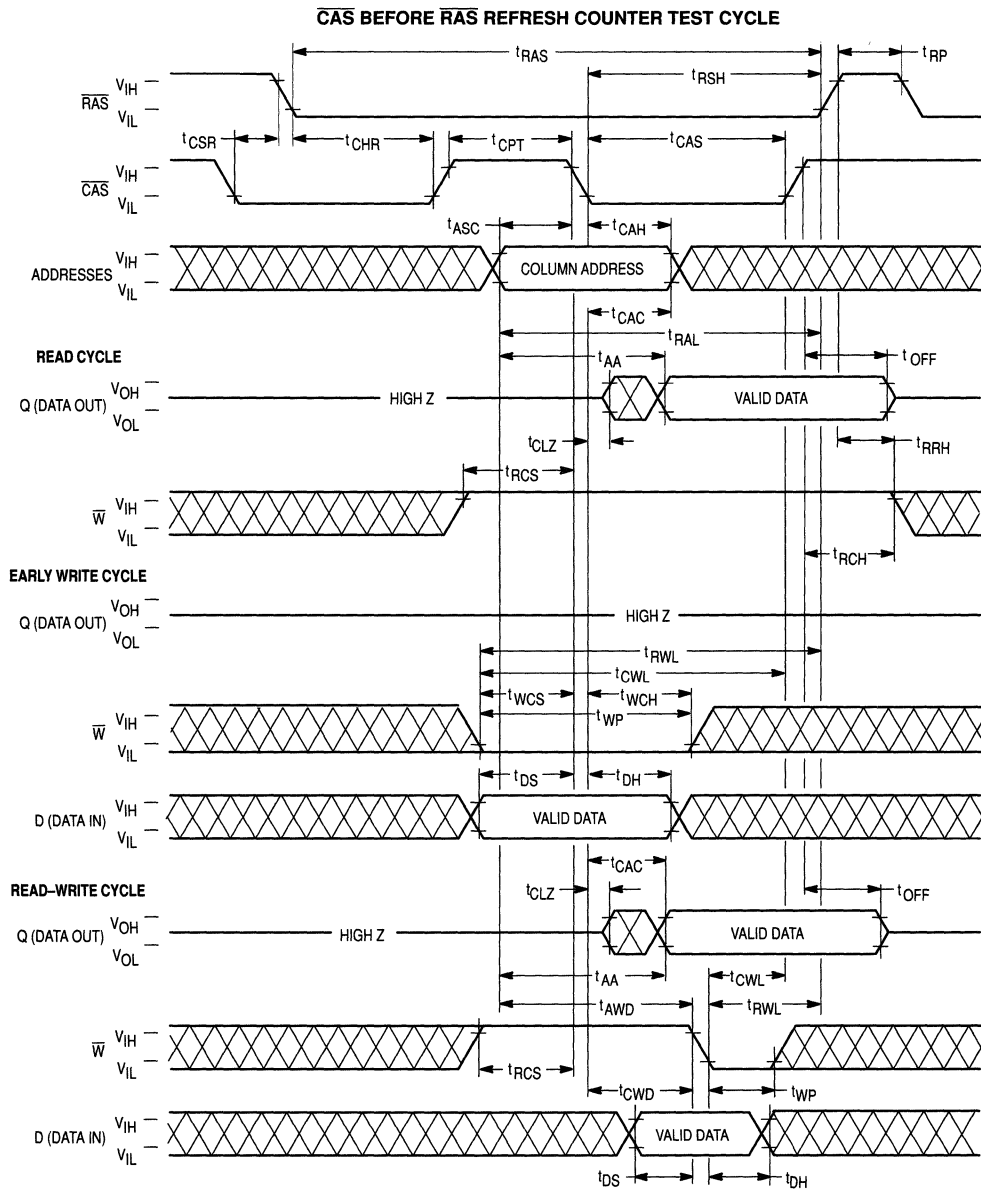 CAS BEFORE RAS REFRESH COUNTER TEST CYCLE
tRAS tRP
tRSH
VIH
RAS
VIL
tCSR tCHR tCPT tCAS
VIH
CAS
VIL
tASC tCAH
VIH
ADDRESSES COLUMN ADDRESS
VIL
tCAC
tRAL
READ CYCLE tAA tOFF
VOH
Q (DATA OUT) HIGH Z VALID DATA
VOL
tCLZ tRRH
tRCS
VIH
W
VIL
tRCH
EARLY WRITE CYCLE
VOH
Q (DATA OUT) HIGH Z
VOL
tRWL
tCWL
tWCS tWCH
tWP
VIH
W
VIL
tDS tDH
VIH
D (DATA IN) VALID DATA
VIL
tCAC
READ–WRITE CYCLE tCLZ tOFF
VOH
Q (DATA OUT) HIGH Z VALID DATA
VOL
tAA tCWL
tAWD tRWL
VIH
W
VIL
tRCS tCWD tWP
VIH
D (DATA IN) VALID DATA
VIL
tDS tDH